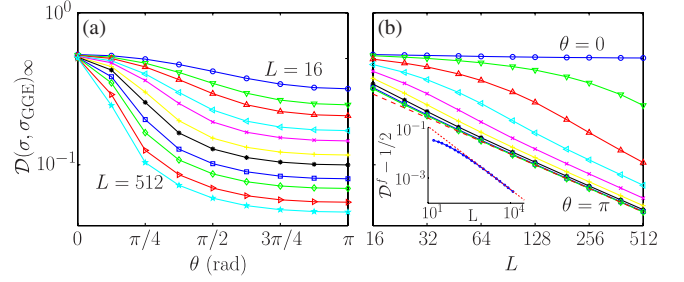 (a)
(b)
10^0
10^{-1}
D(σ, σ_GGE)_∞
L = 16
L = 512
0
π/4
π/2
3π/4
π
θ (rad)
θ = 0
θ = π
10^{-1}
10^{-3}
D^f − 1/2
10^1
L
10^4
16
32
64
128
256
512
L